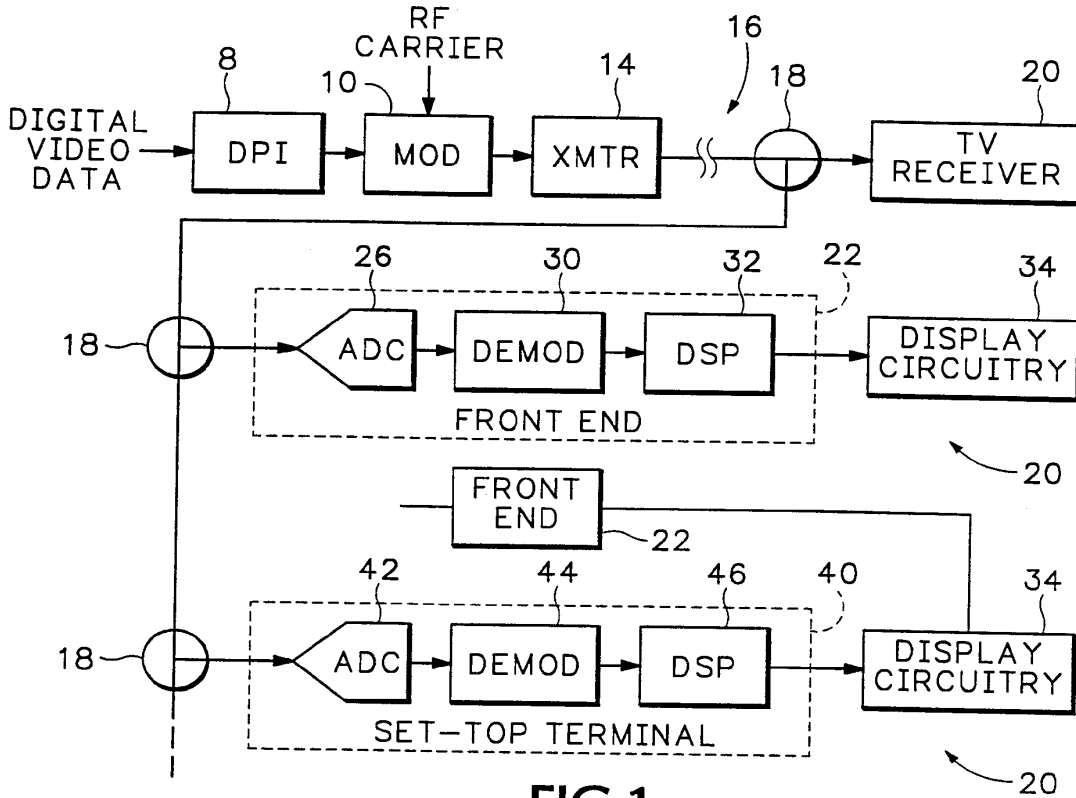 RF
CARRIER
16
8
10
14
18
20
DIGITAL
VIDEO
DATA
DPI
MOD
XMTR
TV
RECEIVER
26
30
32
22
34
18
ADC
DEMOD
DSP
DISPLAY
CIRCUITRY
FRONT END
20
FRONT
END
22
42
44
46
40
34
18
ADC
DEMOD
DSP
DISPLAY
CIRCUITRY
SET-TOP TERMINAL
20
FIG.1